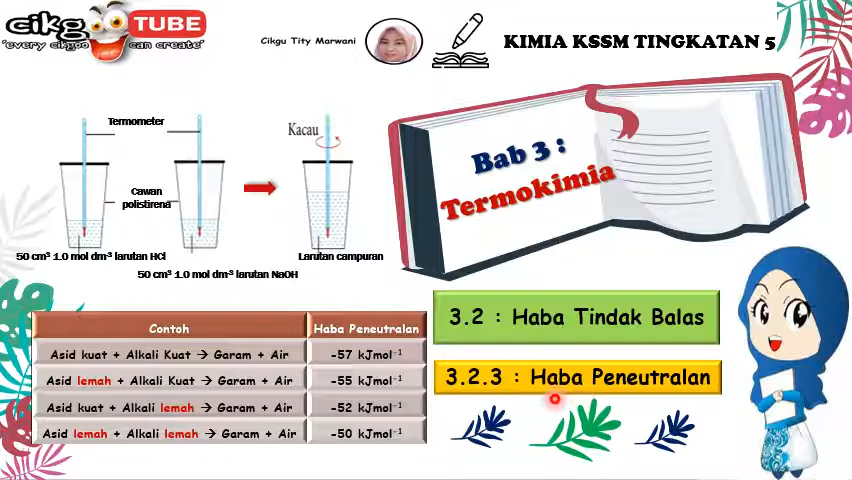 cikgoo TUBE
'every cikgoo can create'
Cikgu Tity Marwani
KIMIA KSSM TINGKATAN 5
Termometer
Kacau
Cawan
polistirena
50 cm³ 1.0 mol dm⁻³ larutan HCl
Larutan campuran
50 cm³ 1.0 mol dm⁻³ larutan NaOH
Bab 3 :
Termokimia
Contoh Haba Peneutralan
Asid kuat + Alkali Kuat → Garam + Air -57 kJmol⁻¹
Asid lemah + Alkali Kuat → Garam + Air -55 kJmol⁻¹
Asid kuat + Alkali lemah → Garam + Air -52 kJmol⁻¹
Asid lemah + Alkali lemah → Garam + Air -50 kJmol⁻¹
3.2 : Haba Tindak Balas
3.2.3 : Haba Peneutralan